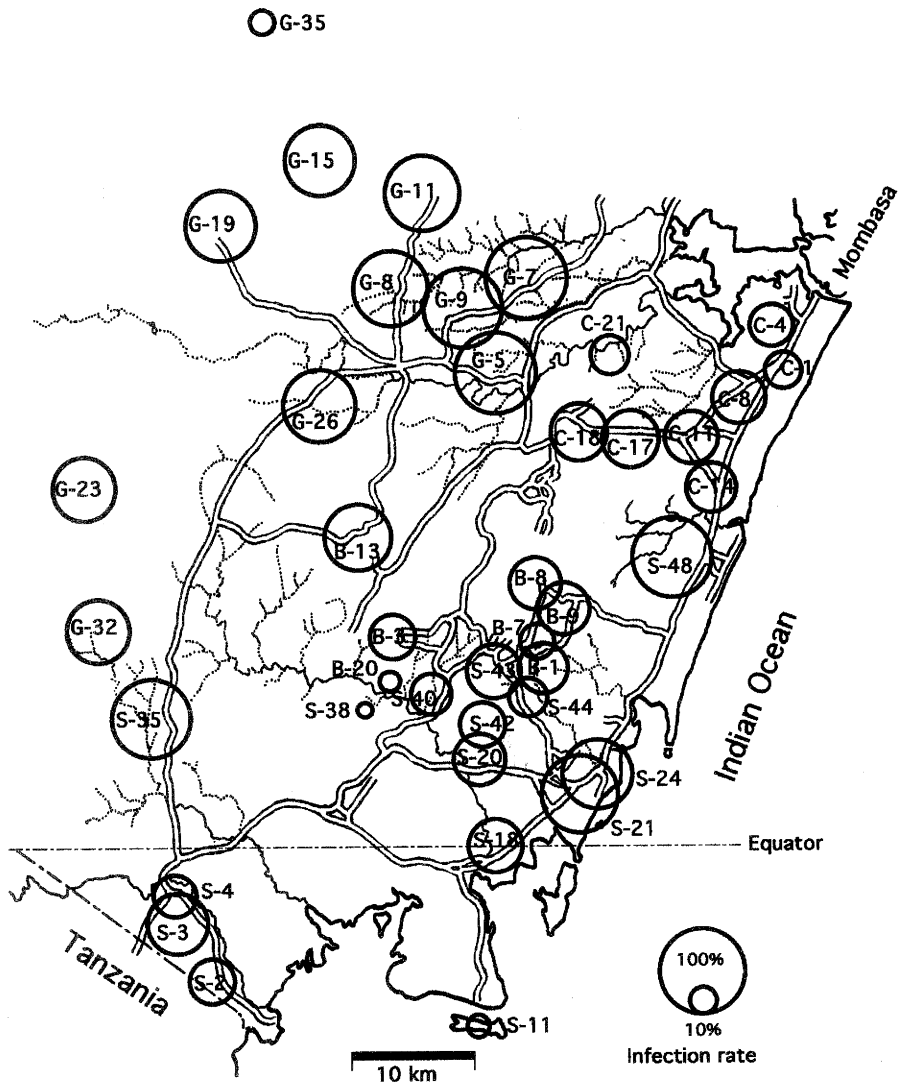 G-35
G-15
G-11
G-19
Mombasa
G-8
G-7
G-9
C-21
C-4
G-5
C-1
C-8
G-26
C-18
C-17
C-11
G-23
C-14
B-13
S-48
B-8
B-9
G-32
B-3
B-7
B-20
S-43
B-1
S-40
S-38
S-44
S-35
S-42
S-20
Indian Ocean
S-24
S-21
S-18
Equator
S-4
S-3
Tanzania
S-2
100%
S-11
10%
Infection rate
10 km